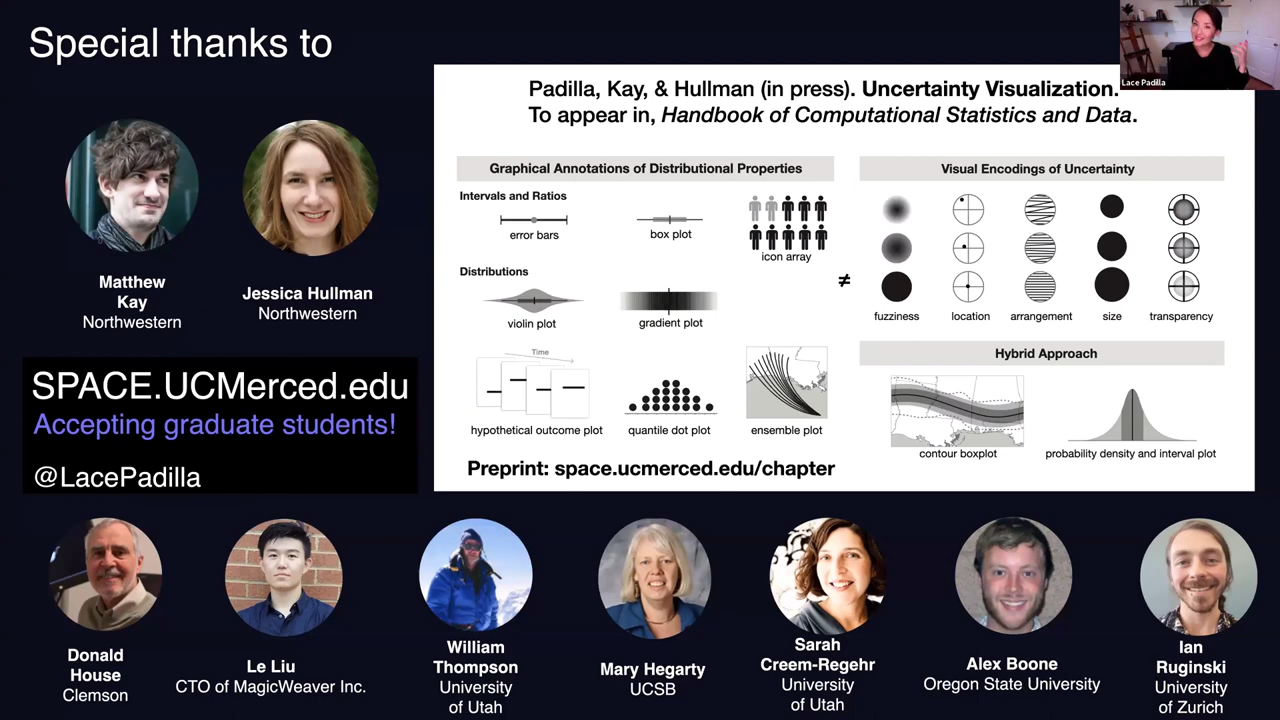 Special thanks to
Lace Padilla
Padilla, Kay, & Hullman (in press). Uncertainty Visualization.
To appear in, Handbook of Computational Statistics and Data.
Graphical Annotations of Distributional Properties
Intervals and Ratios
error bars
box plot
icon array
Distributions
violin plot
gradient plot
Time
hypothetical outcome plot
quantile dot plot
ensemble plot
Preprint: space.ucmerced.edu/chapter
≠
Visual Encodings of Uncertainty
fuzziness
location
arrangement
size
transparency
Hybrid Approach
contour boxplot
probability density and interval plot
Matthew
Kay
Northwestern
Jessica Hullman
Northwestern
SPACE.UCMerced.edu
Accepting graduate students!
@LacePadilla
Donald
House
Clemson
Le Liu
CTO of MagicWeaver Inc.
William
Thompson
University
of Utah
Mary Hegarty
UCSB
Sarah
Creem-Regehr
University
of Utah
Alex Boone
Oregon State University
Ian
Ruginski
University
of Zurich